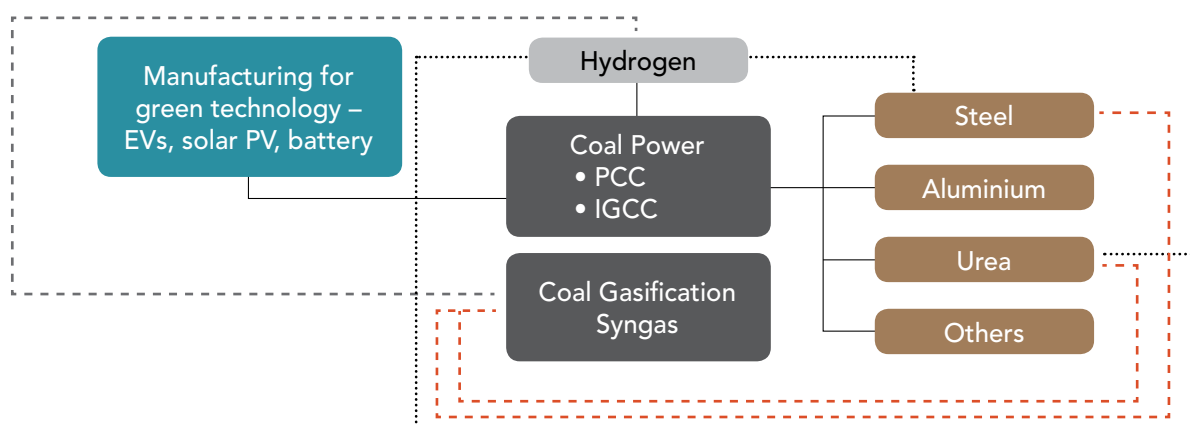 Manufacturing for
green technology –
EVs, solar PV, battery
Hydrogen
Coal Power
• PCC
• IGCC
Coal Gasification
Syngas
Steel
Aluminium
Urea
Others